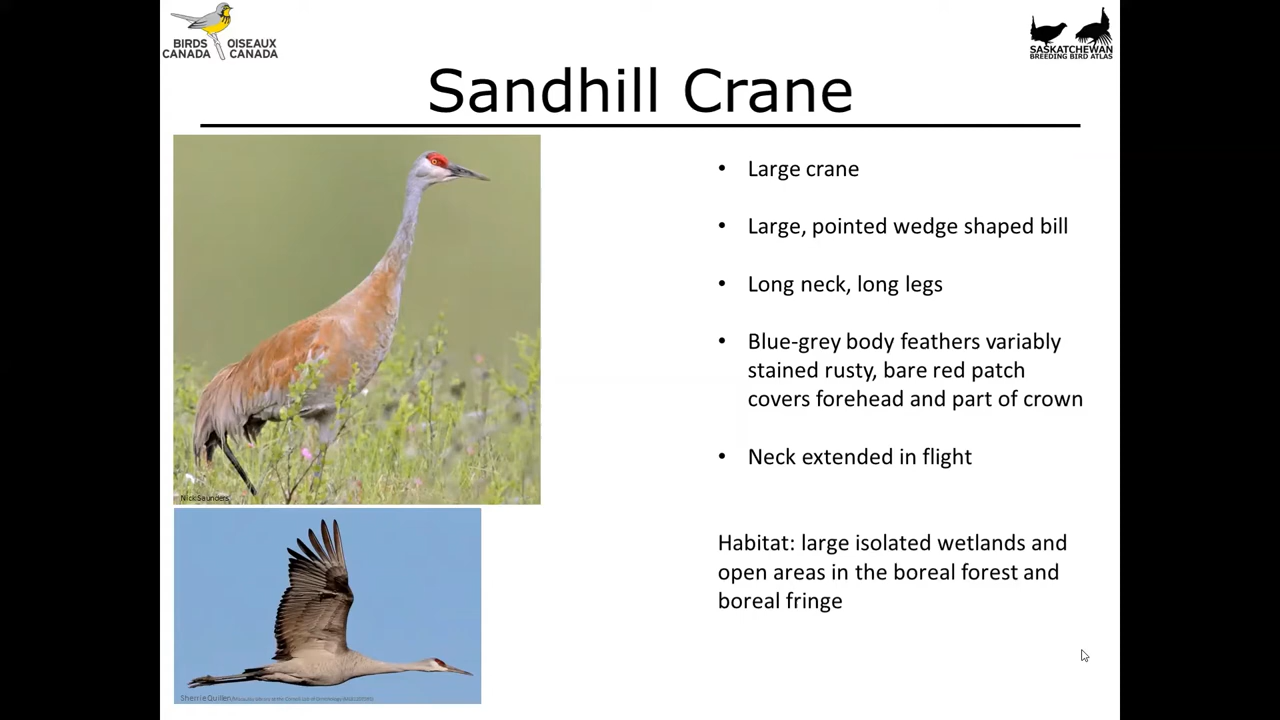 BIRDS OISEAUX
CANADA CANADA
SASKATCHEWAN
BREEDING BIRD ATLAS
Sandhill Crane
• Large crane
• Large, pointed wedge shaped bill
• Long neck, long legs
• Blue-grey body feathers variably
stained rusty, bare red patch
covers forehead and part of crown
• Neck extended in flight
Habitat: large isolated wetlands and
open areas in the boreal forest and
boreal fringe
Nick Saunders
Sherrie Quillen